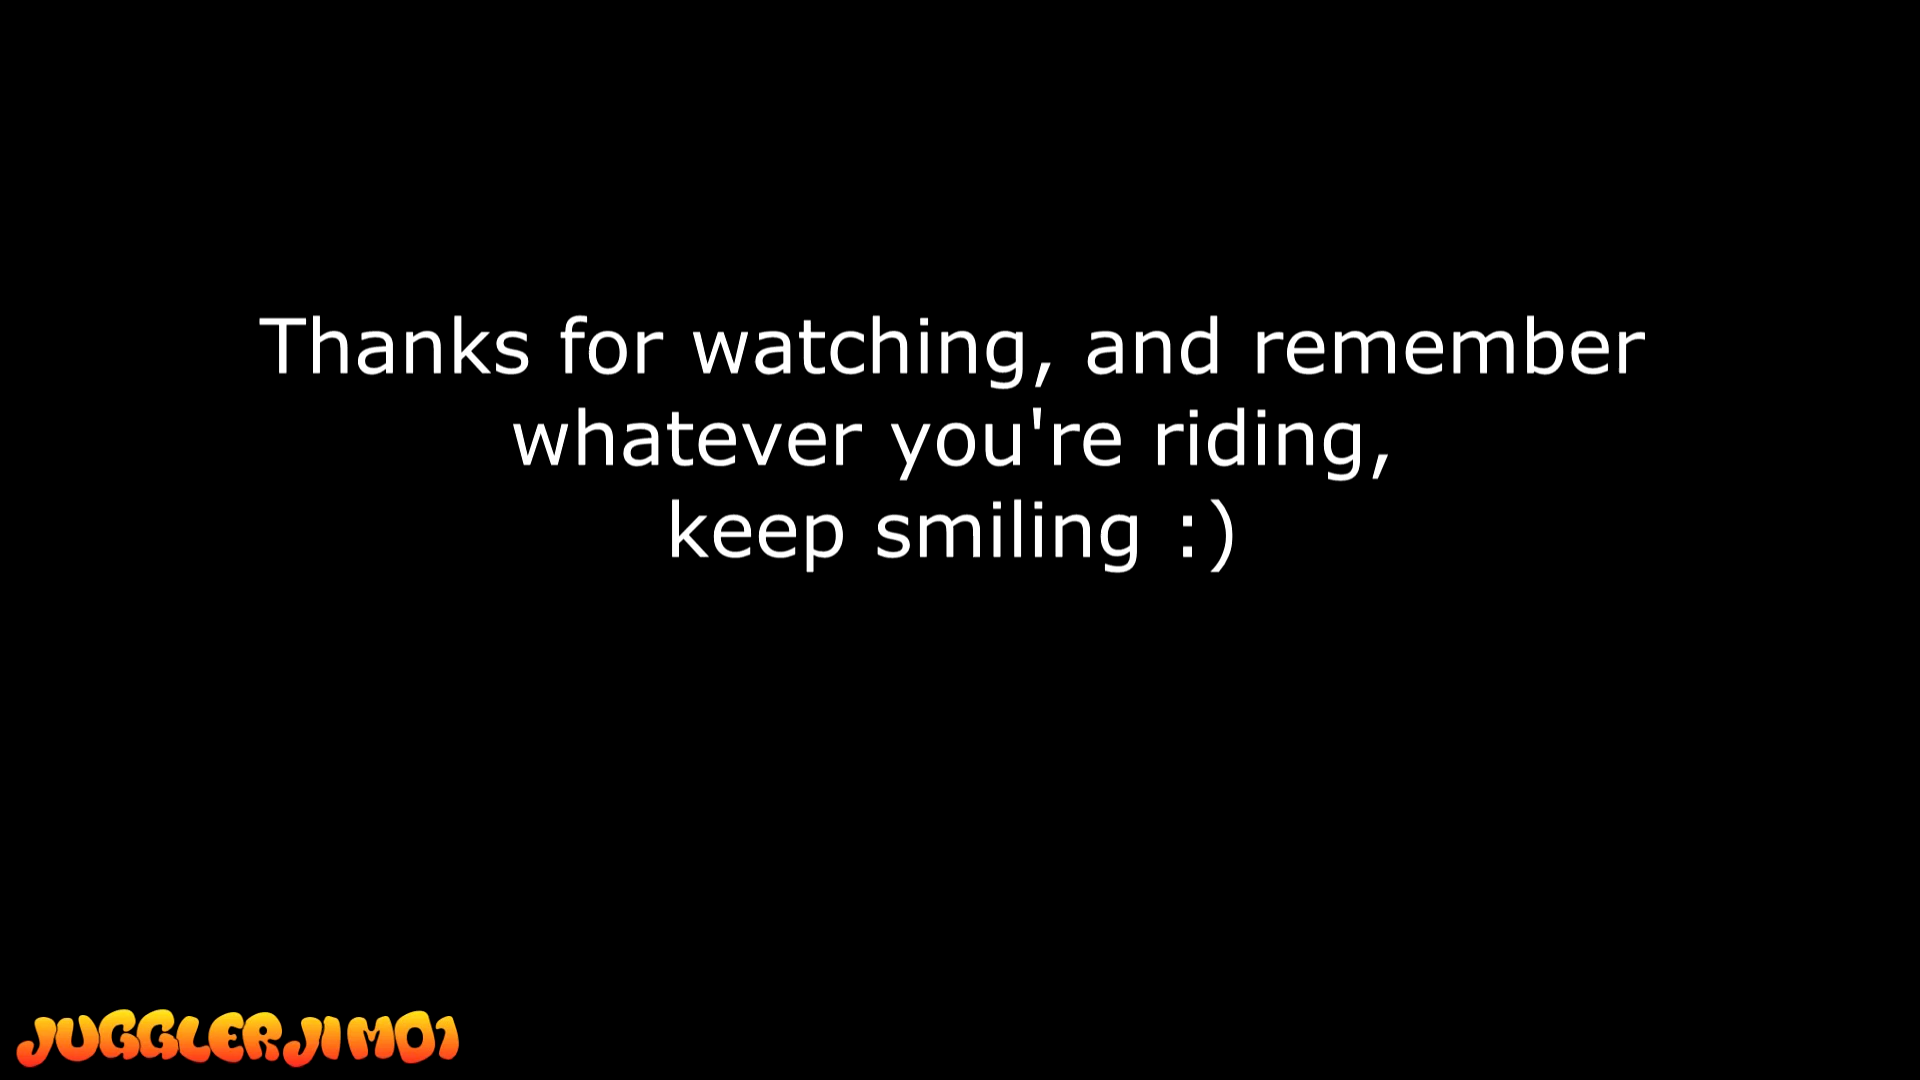 Thanks for watching, and remember
whatever you're riding,
keep smiling :)
JUGGLERJIM01